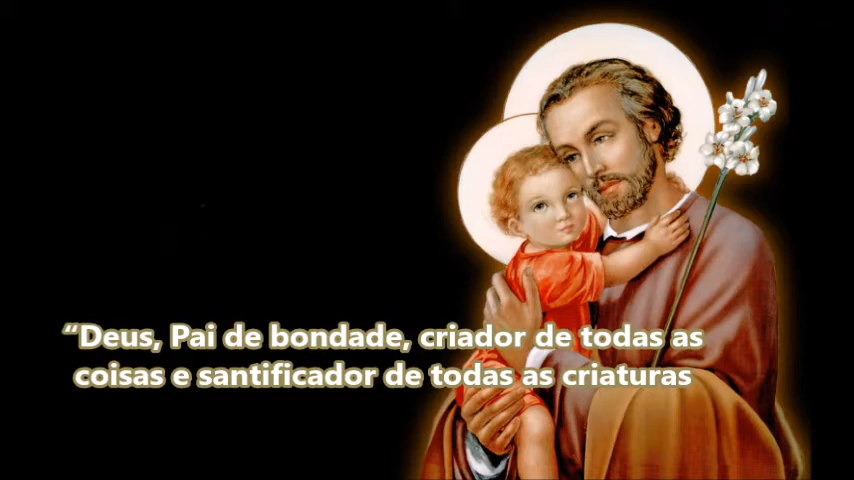 “Deus, Pai de bondade, criador de todas as
coisas e santificador de todas as criaturas